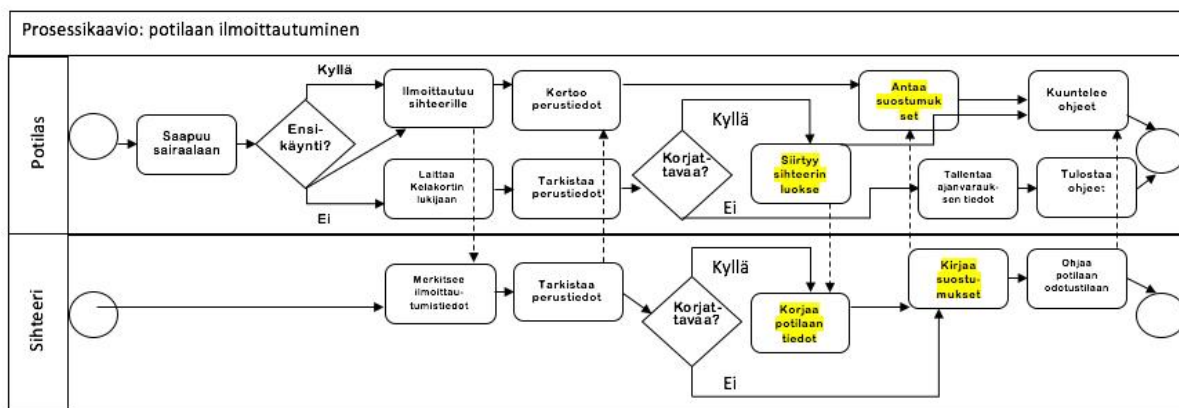 Prosessikaavio: potilaan ilmoittautuminen
Potilas
Saapuu
sairaalaan
Ensi-
käynti?
Kyllä
Ei
Ilmoittautuu
sihteerille
Kertoo
perustiedot
Laittaa
Kelakortin
lukijaan
Tarkistaa
perustiedot
Korjat-
tavaa?
Kyllä
Ei
Siirtyy
sihteerin
luokse
Antaa
suostumuk
set
Kuuntelee
ohjeet
Tallentaa
ajanvarauk-
sen tiedot
Tulostaa
ohjeet
Sihteeri
Merkitsee
ilmoittau-
tumistiedot
Tarkistaa
perustiedot
Korjat-
tavaa?
Kyllä
Ei
Korjaa
potilaan
tiedot
Kirjaa
suostu-
mukset
Ohjaa
potilaan
odotustilaan